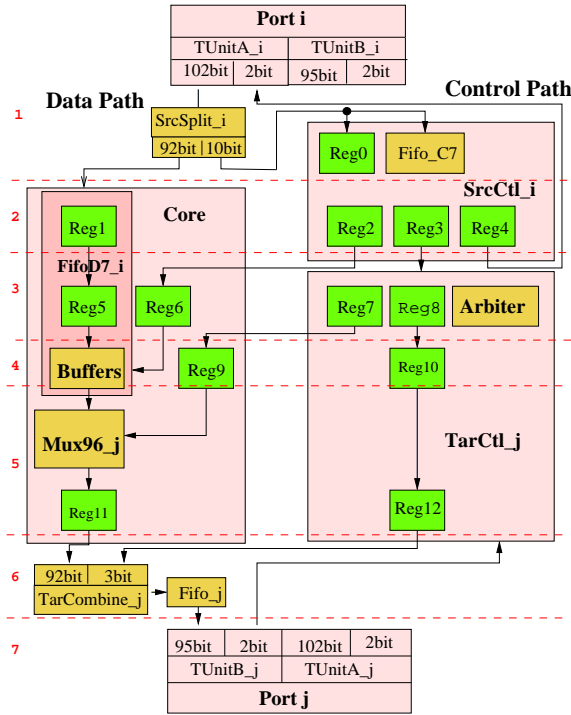 Port i
TUnitA_i TUnitB_i
102bit 2bit 95bit 2bit
Data Path Control Path
1
SrcSplit_i
92bit 10bit
Reg0 Fifo_C7
SrcCtl_i
2
Core
Reg1 Reg2 Reg3 Reg4
FifoD7_i
3
Reg5 Reg6 Reg7 Reg8 Arbiter
4
Buffers Reg9 Reg10
Mux96_j TarCtl_j
5
Reg11 Reg12
6
92bit 3bit
TarCombine_j Fifo_j
7
95bit 2bit 102bit 2bit
TUnitB_j TUnitA_j
Port j